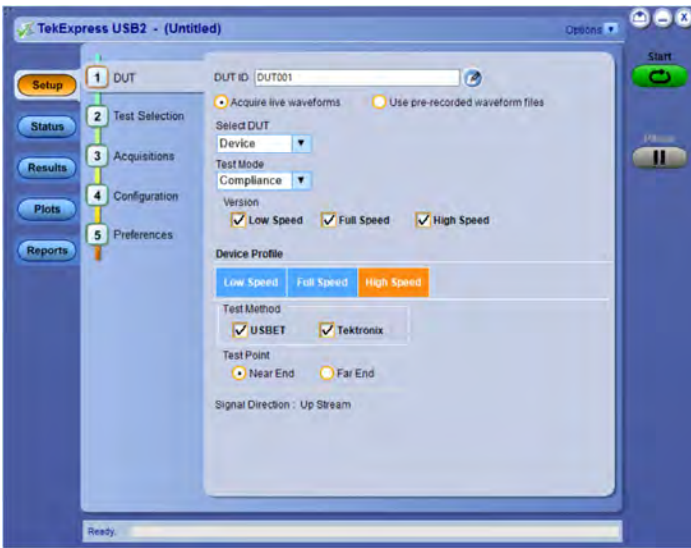 TekExpress USB2 - (Untitled)
Options
Start
Setup
Status
Results
Plots
Reports
1 DUT
2 Test Selection
3 Acquisitions
4 Configuration
5 Preferences
DUT ID DUT001
Acquire live waveforms Use pre-recorded waveform files
Select DUT
Device
Test Mode
Compliance
Version
Low Speed Full Speed High Speed
Device Profile
Low Speed Full Speed High Speed
Test Method
USBET Tektronix
Test Point
Near End Far End
Signal Direction : Up Stream
Pause
Ready.